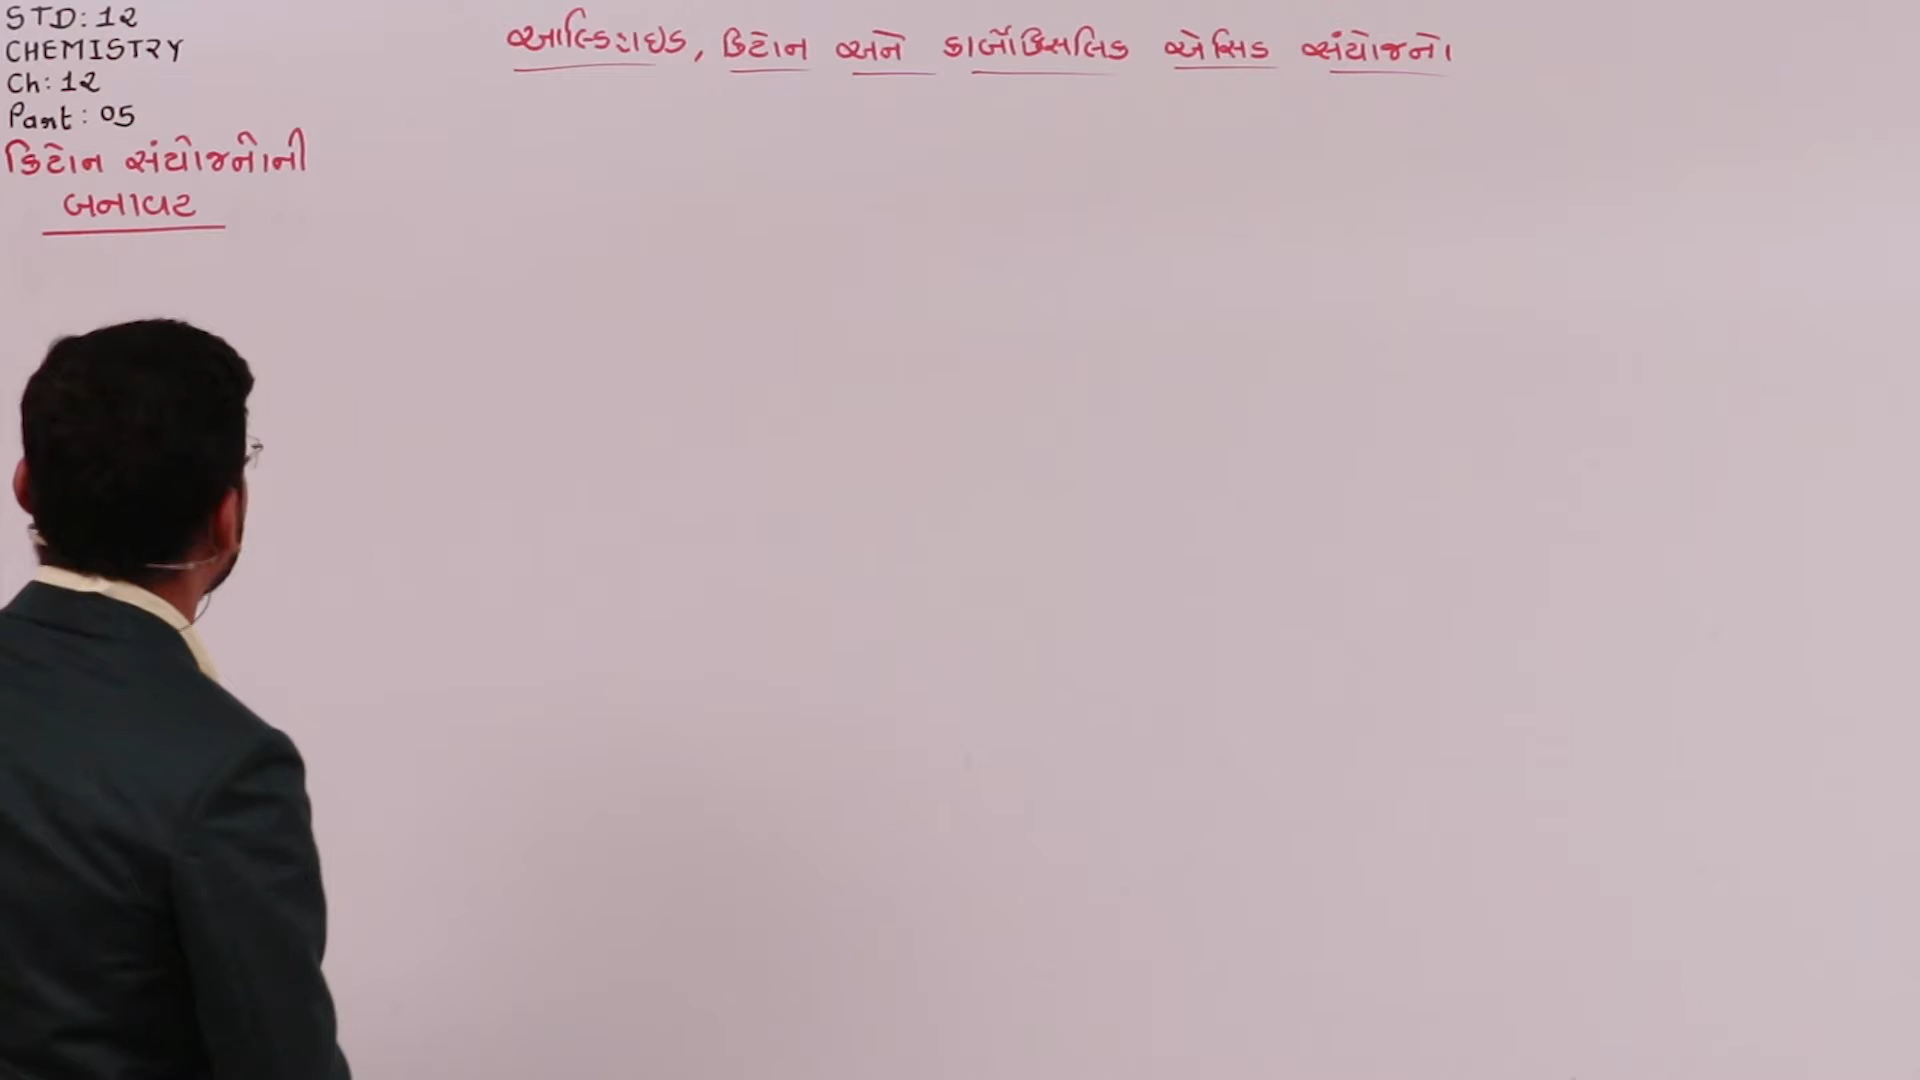 STD: 12
CHEMISTRY
Ch: 12
Part: 05
કિટોન સંયોજનોની
બનાવટ
આલ્ડિહાઇડ, કિટોન અને કાર્બોક્સિલિક એસિડ સંયોજનો